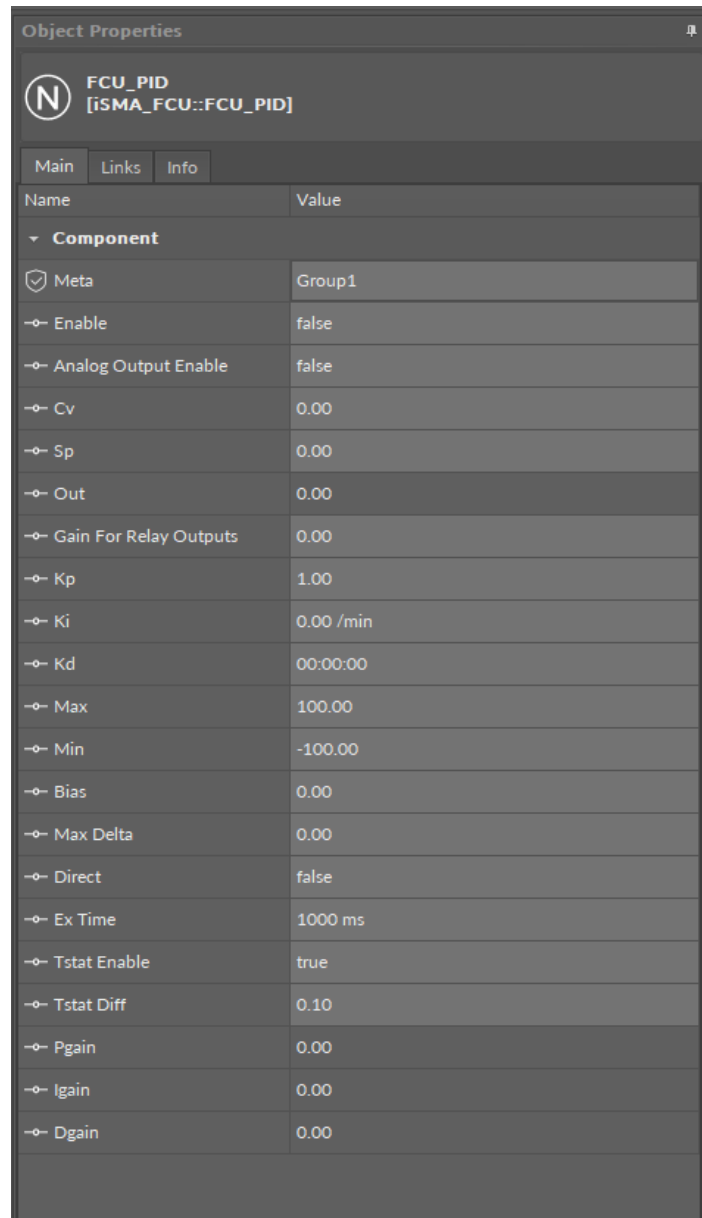 Object Properties
N
FCU_PID
[iSMA_FCU::FCU_PID]
Main Links Info
Name Value
Component
Meta Group1
Enable false
Analog Output Enable false
Cv 0.00
Sp 0.00
Out 0.00
Gain For Relay Outputs 0.00
Kp 1.00
Ki 0.00 /min
Kd 00:00:00
Max 100.00
Min -100.00
Bias 0.00
Max Delta 0.00
Direct false
Ex Time 1000 ms
Tstat Enable true
Tstat Diff 0.10
Pgain 0.00
Igain 0.00
Dgain 0.00